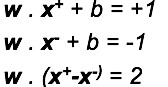 w . x⁺ + b = +1
w . x⁻ + b = -1
w . (x⁺-x⁻⁾ = 2